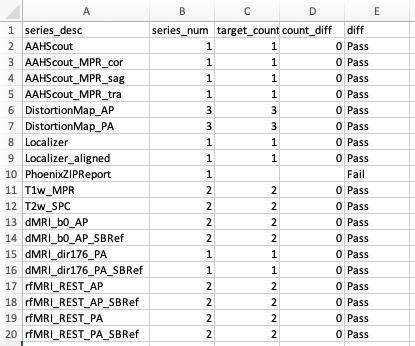 A B C D E
1 series_desc series_num target_count count_diff diff
2 AAHScout 1 1 0 Pass
3 AAHScout_MPR_cor 1 1 0 Pass
4 AAHScout_MPR_sag 1 1 0 Pass
5 AAHScout_MPR_tra 1 1 0 Pass
6 DistortionMap_AP 3 3 0 Pass
7 DistortionMap_PA 3 3 0 Pass
8 Localizer 1 1 0 Pass
9 Localizer_aligned 1 1 0 Pass
10 PhoenixZIPReport 1 Fail
11 T1w_MPR 2 2 0 Pass
12 T2w_SPC 2 2 0 Pass
13 dMRI_b0_AP 2 2 0 Pass
14 dMRI_b0_AP_SBRef 2 2 0 Pass
15 dMRI_dir176_PA 1 1 0 Pass
16 dMRI_dir176_PA_SBRef 1 1 0 Pass
17 rfMRI_REST_AP 2 2 0 Pass
18 rfMRI_REST_AP_SBRef 2 2 0 Pass
19 rfMRI_REST_PA 2 2 0 Pass
20 rfMRI_REST_PA_SBRef 2 2 0 Pass